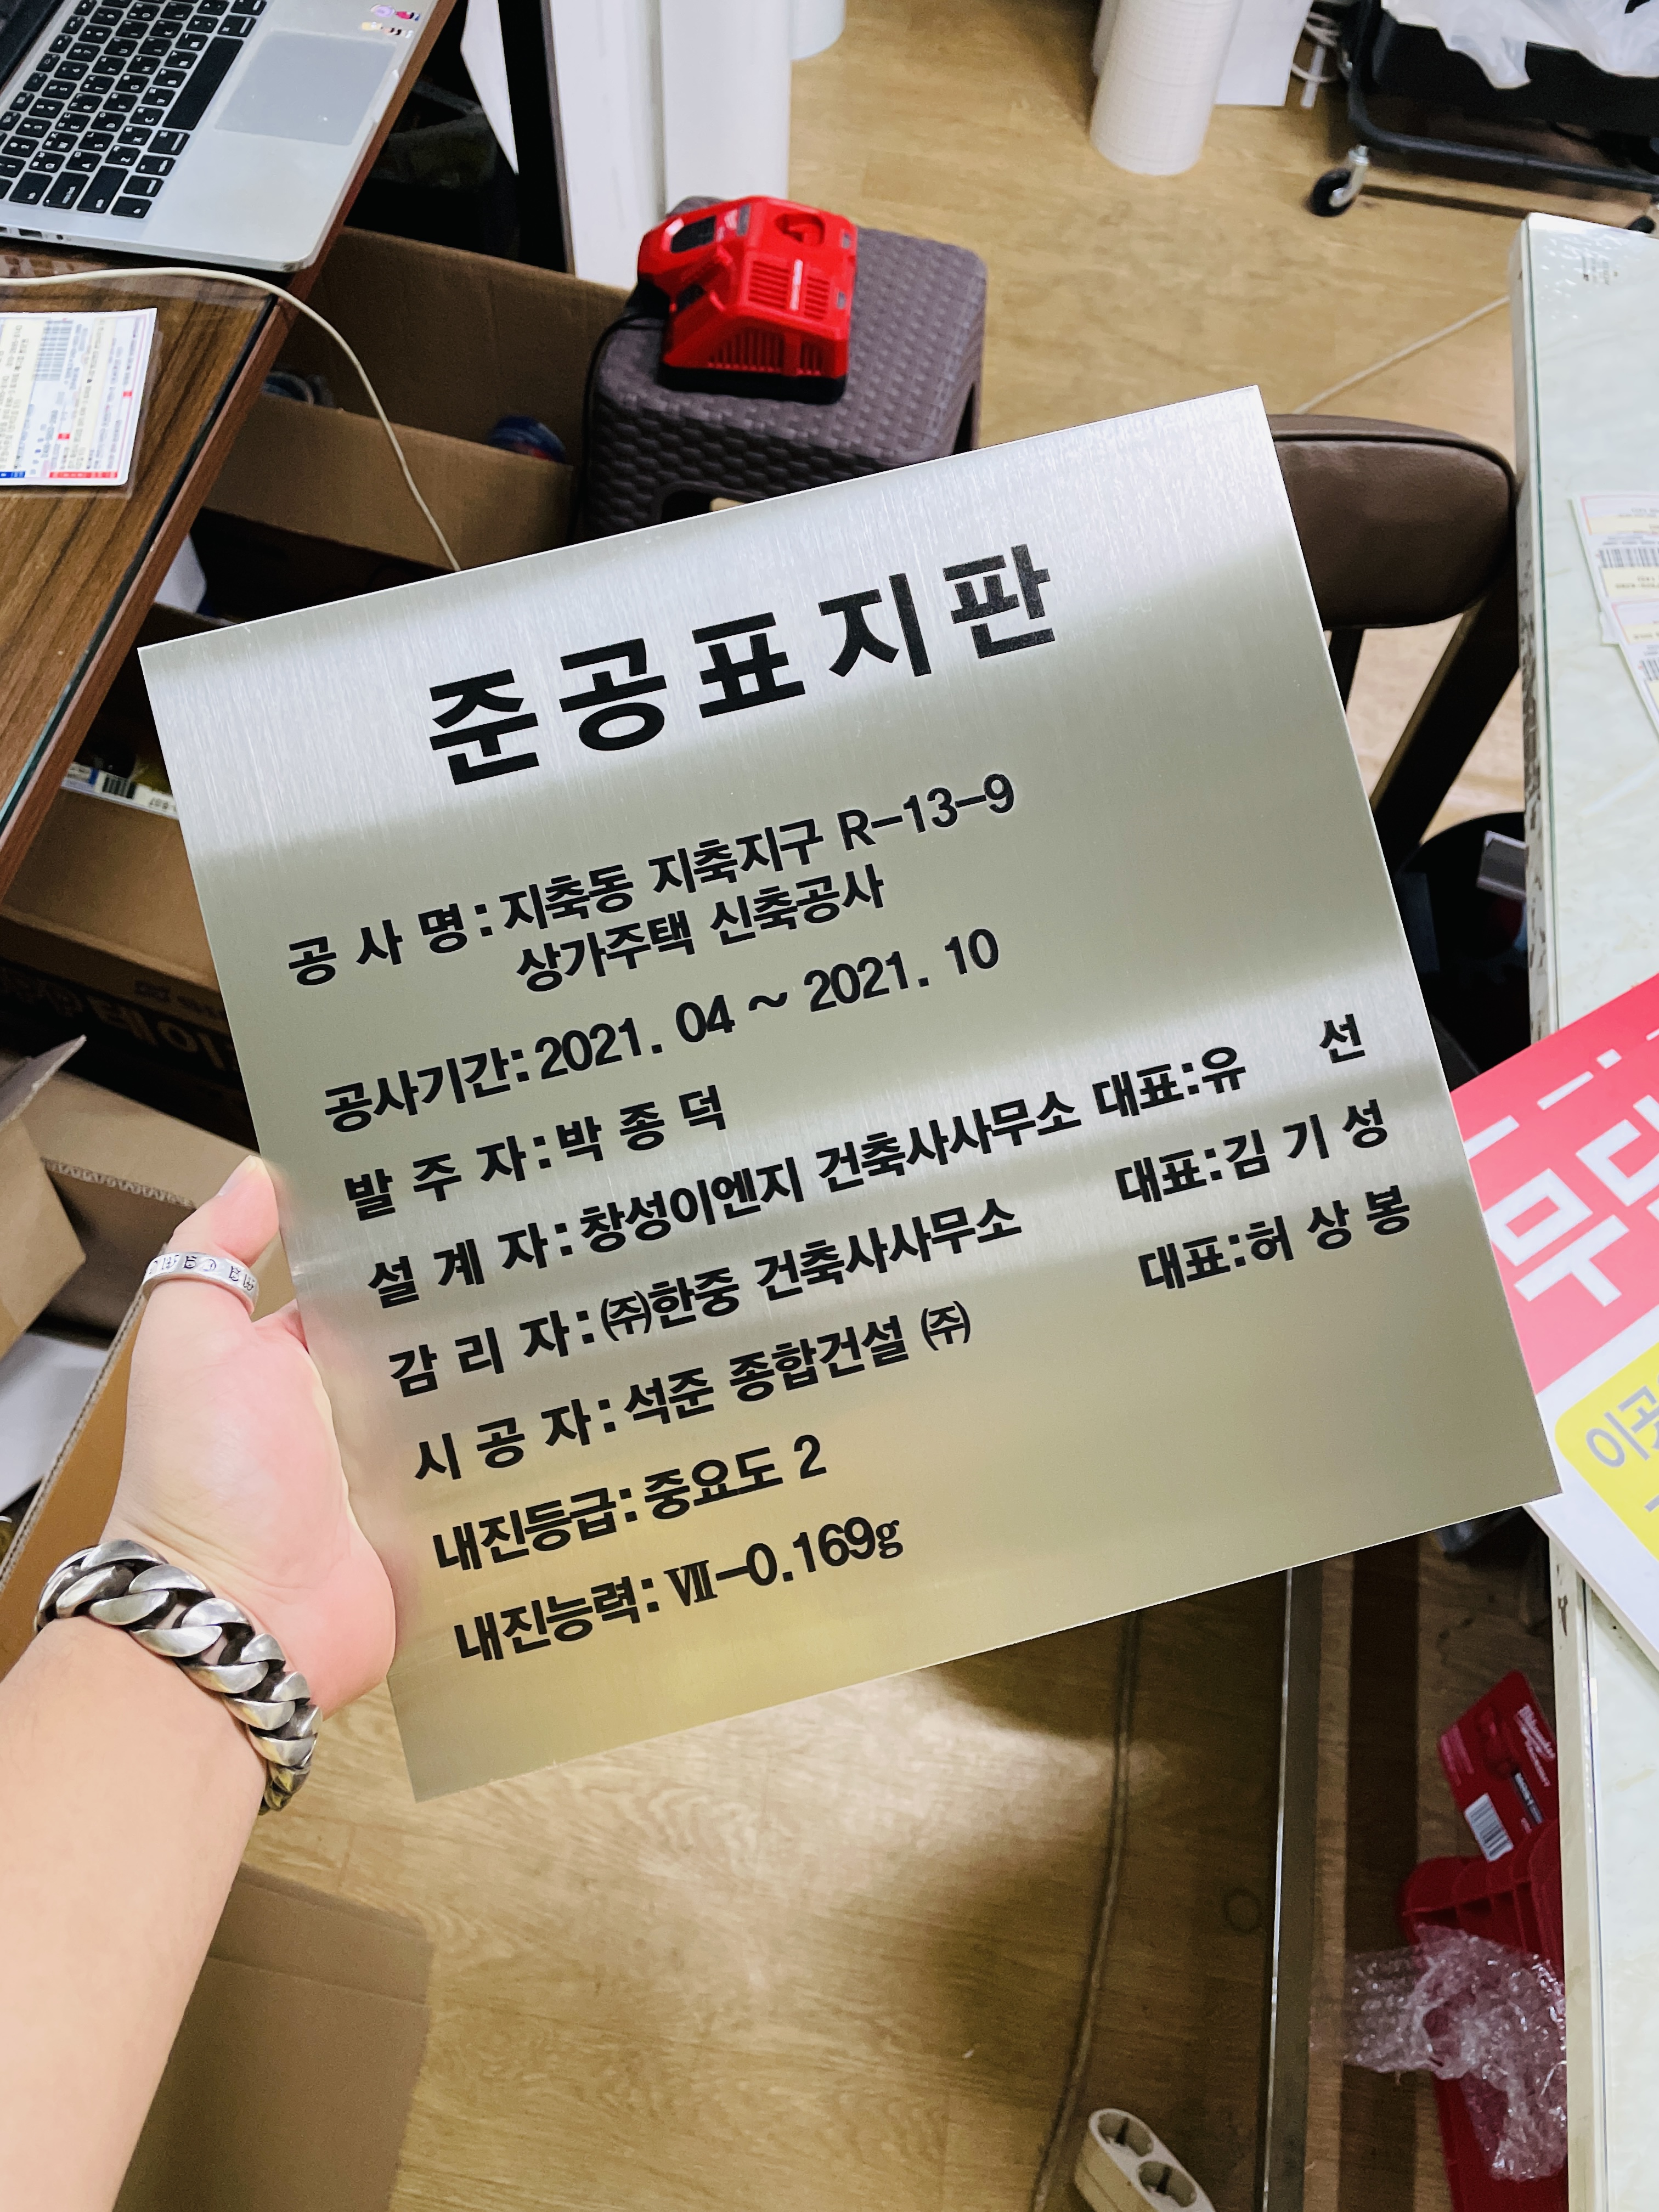 준공표지판
공 사 명 : 지축동 지축지구 R-13-9
상가주택 신축공사
공사기간: 2021. 04 ~ 2021. 10
발 주 자 : 박 종 덕
설 계 자 : 창성이엔지 건축사사무소 대표:유 선
감 리 자 : ㈜한중 건축사사무소 대표:김 기 성
시 공 자 : 석준 종합건설 ㈜ 대표:허 상 봉
내진등급: 중요도 2
내진능력: Ⅶ-0.169g